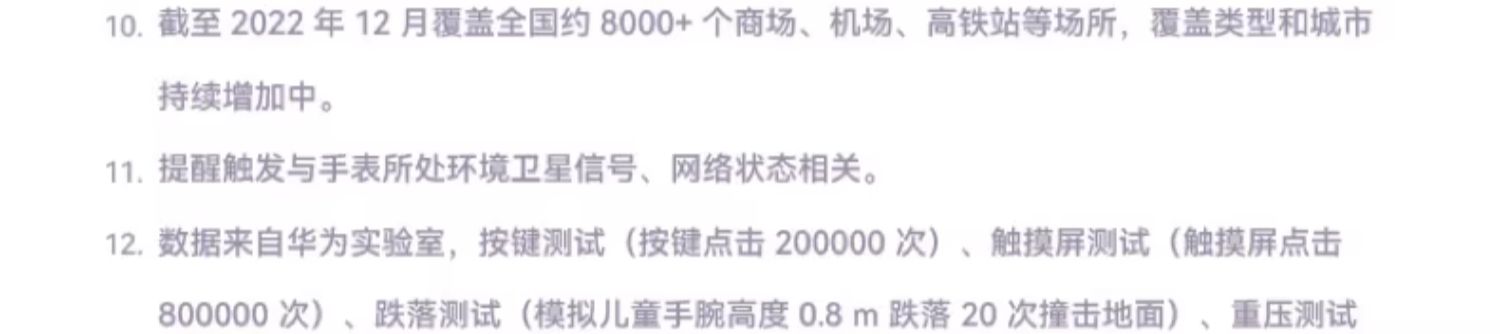 10. 截至 2022 年 12 月覆盖全国约 8000+ 个商场、机场、高铁站等场所，覆盖类型和城市
持续增加中。
11. 提醒触发与手表所处环境卫星信号、网络状态相关。
12. 数据来自华为实验室，按键测试（按键点击 200000 次）、触摸屏测试（触摸屏点击
800000 次）、跌落测试（模拟儿童手腕高度 0.8 m 跌落 20 次撞击地面）、重压测试